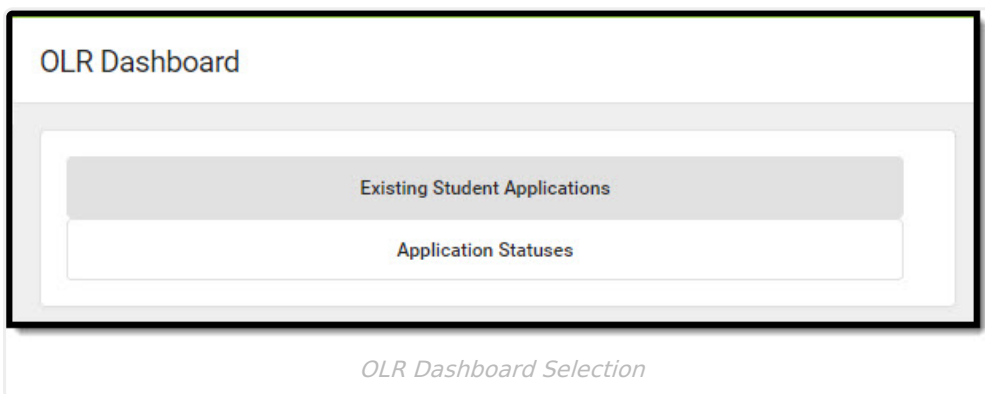 OLR Dashboard
Existing Student Applications
Application Statuses
OLR Dashboard Selection